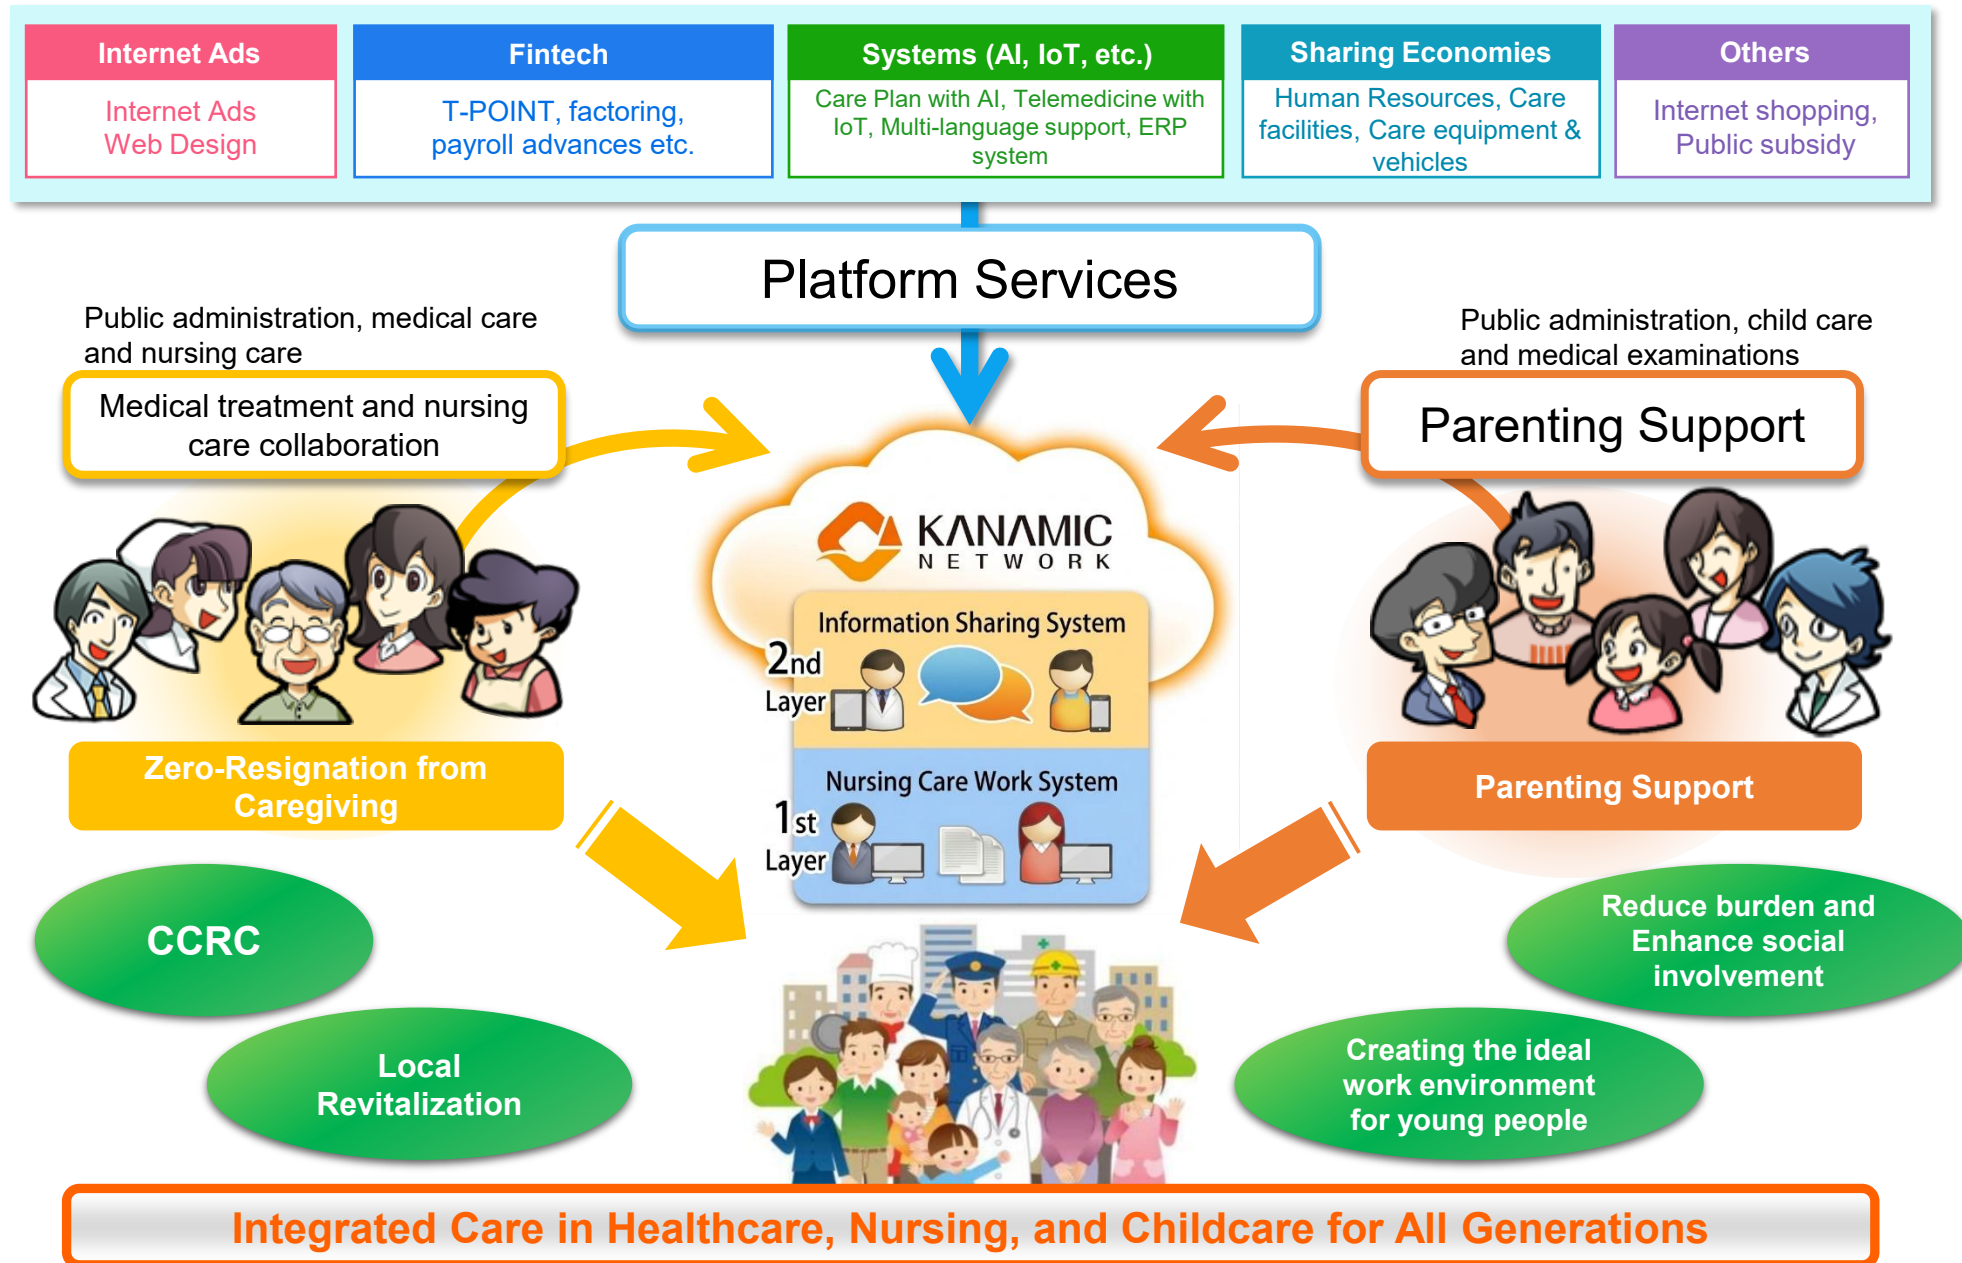 Internet Ads
Internet Ads
Web Design
Fintech
T-POINT, factoring,
payroll advances etc.
Systems (AI, IoT, etc.)
Care Plan with AI, Telemedicine with
IoT, Multi-language support, ERP
system
Sharing Economies
Human Resources, Care
facilities, Care equipment &
vehicles
Others
Internet shopping,
Public subsidy
Platform Services
Public administration, medical care
and nursing care
Medical treatment and nursing
care collaboration
Public administration, child care
and medical examinations
Parenting Support
KANAMIC
NETWORK
Information Sharing System
2nd
Layer
Nursing Care Work System
1st
Layer
Zero-Resignation from
Caregiving
Parenting Support
CCRC
Local
Revitalization
Reduce burden and
Enhance social
involvement
Creating the ideal
work environment
for young people
Integrated Care in Healthcare, Nursing, and Childcare for All Generations